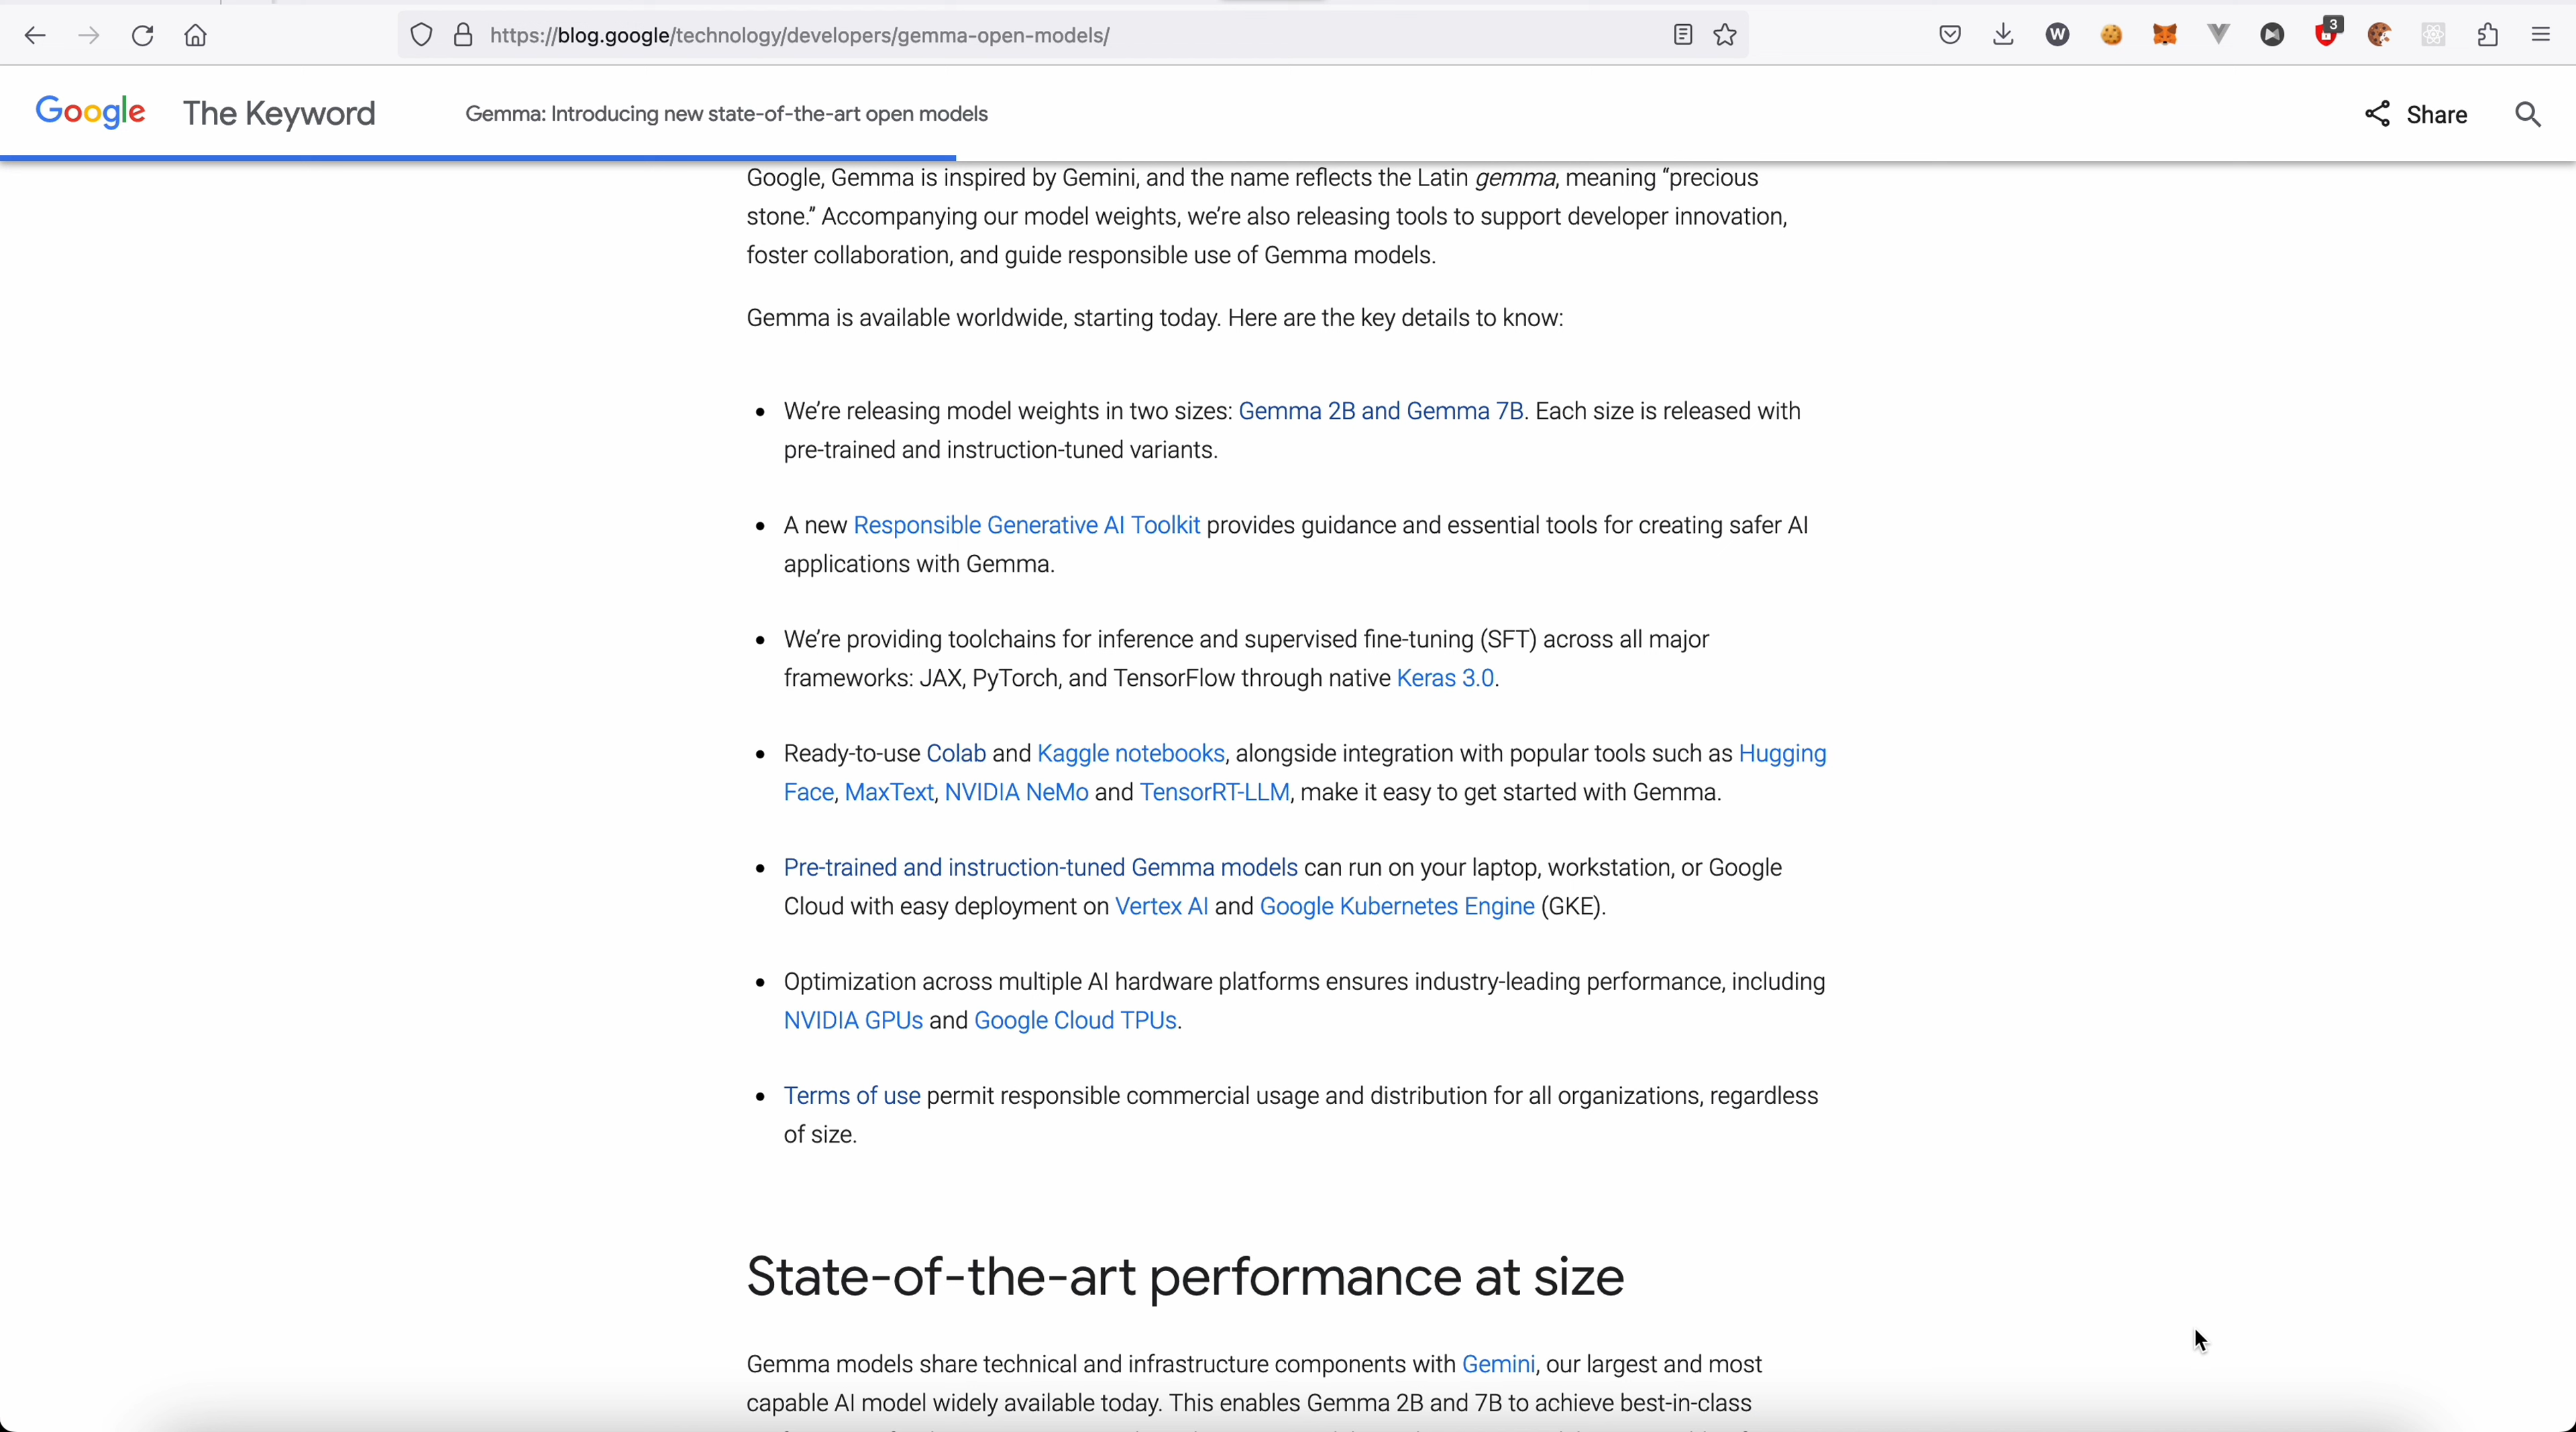 https://blog.google/technology/developers/gemma-open-models/
W
3
Google The Keyword
Gemma: Introducing new state-of-the-art open models
Share
Google, Gemma is inspired by Gemini, and the name reflects the Latin gemma, meaning “precious
stone.” Accompanying our model weights, we’re also releasing tools to support developer innovation,
foster collaboration, and guide responsible use of Gemma models.
Gemma is available worldwide, starting today. Here are the key details to know:
• We’re releasing model weights in two sizes: Gemma 2B and Gemma 7B. Each size is released with
pre-trained and instruction-tuned variants.
• A new Responsible Generative AI Toolkit provides guidance and essential tools for creating safer AI
applications with Gemma.
• We’re providing toolchains for inference and supervised fine-tuning (SFT) across all major
frameworks: JAX, PyTorch, and TensorFlow through native Keras 3.0.
• Ready-to-use Colab and Kaggle notebooks, alongside integration with popular tools such as Hugging
Face, MaxText, NVIDIA NeMo and TensorRT-LLM, make it easy to get started with Gemma.
• Pre-trained and instruction-tuned Gemma models can run on your laptop, workstation, or Google
Cloud with easy deployment on Vertex AI and Google Kubernetes Engine (GKE).
• Optimization across multiple AI hardware platforms ensures industry-leading performance, including
NVIDIA GPUs and Google Cloud TPUs.
• Terms of use permit responsible commercial usage and distribution for all organizations, regardless
of size.
State-of-the-art performance at size
Gemma models share technical and infrastructure components with Gemini, our largest and most
capable AI model widely available today. This enables Gemma 2B and 7B to achieve best-in-class